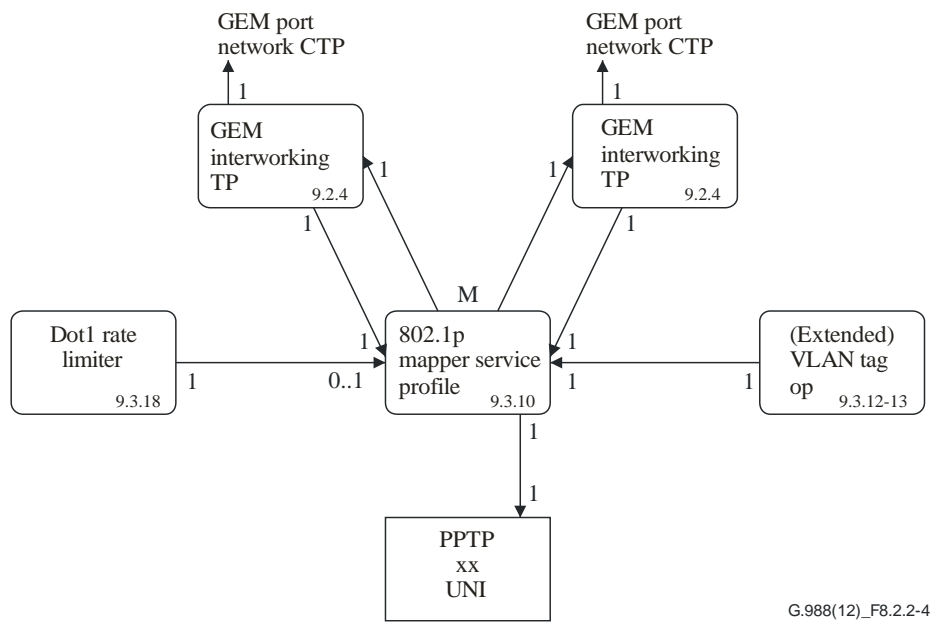 GEM port
network CTP
GEM port
network CTP
1
1
GEM
interworking
TP
9.2.4
GEM
interworking
TP
9.2.4
1
1
1
1
M
Dot1 rate
limiter
9.3.18
1
0..1
1
802.1p
mapper service
profile
9.3.10
1
1
1
(Extended)
VLAN tag
op
9.3.12-13
1
1
PPTP
xx
UNI
G.988(12)_F8.2.2-4